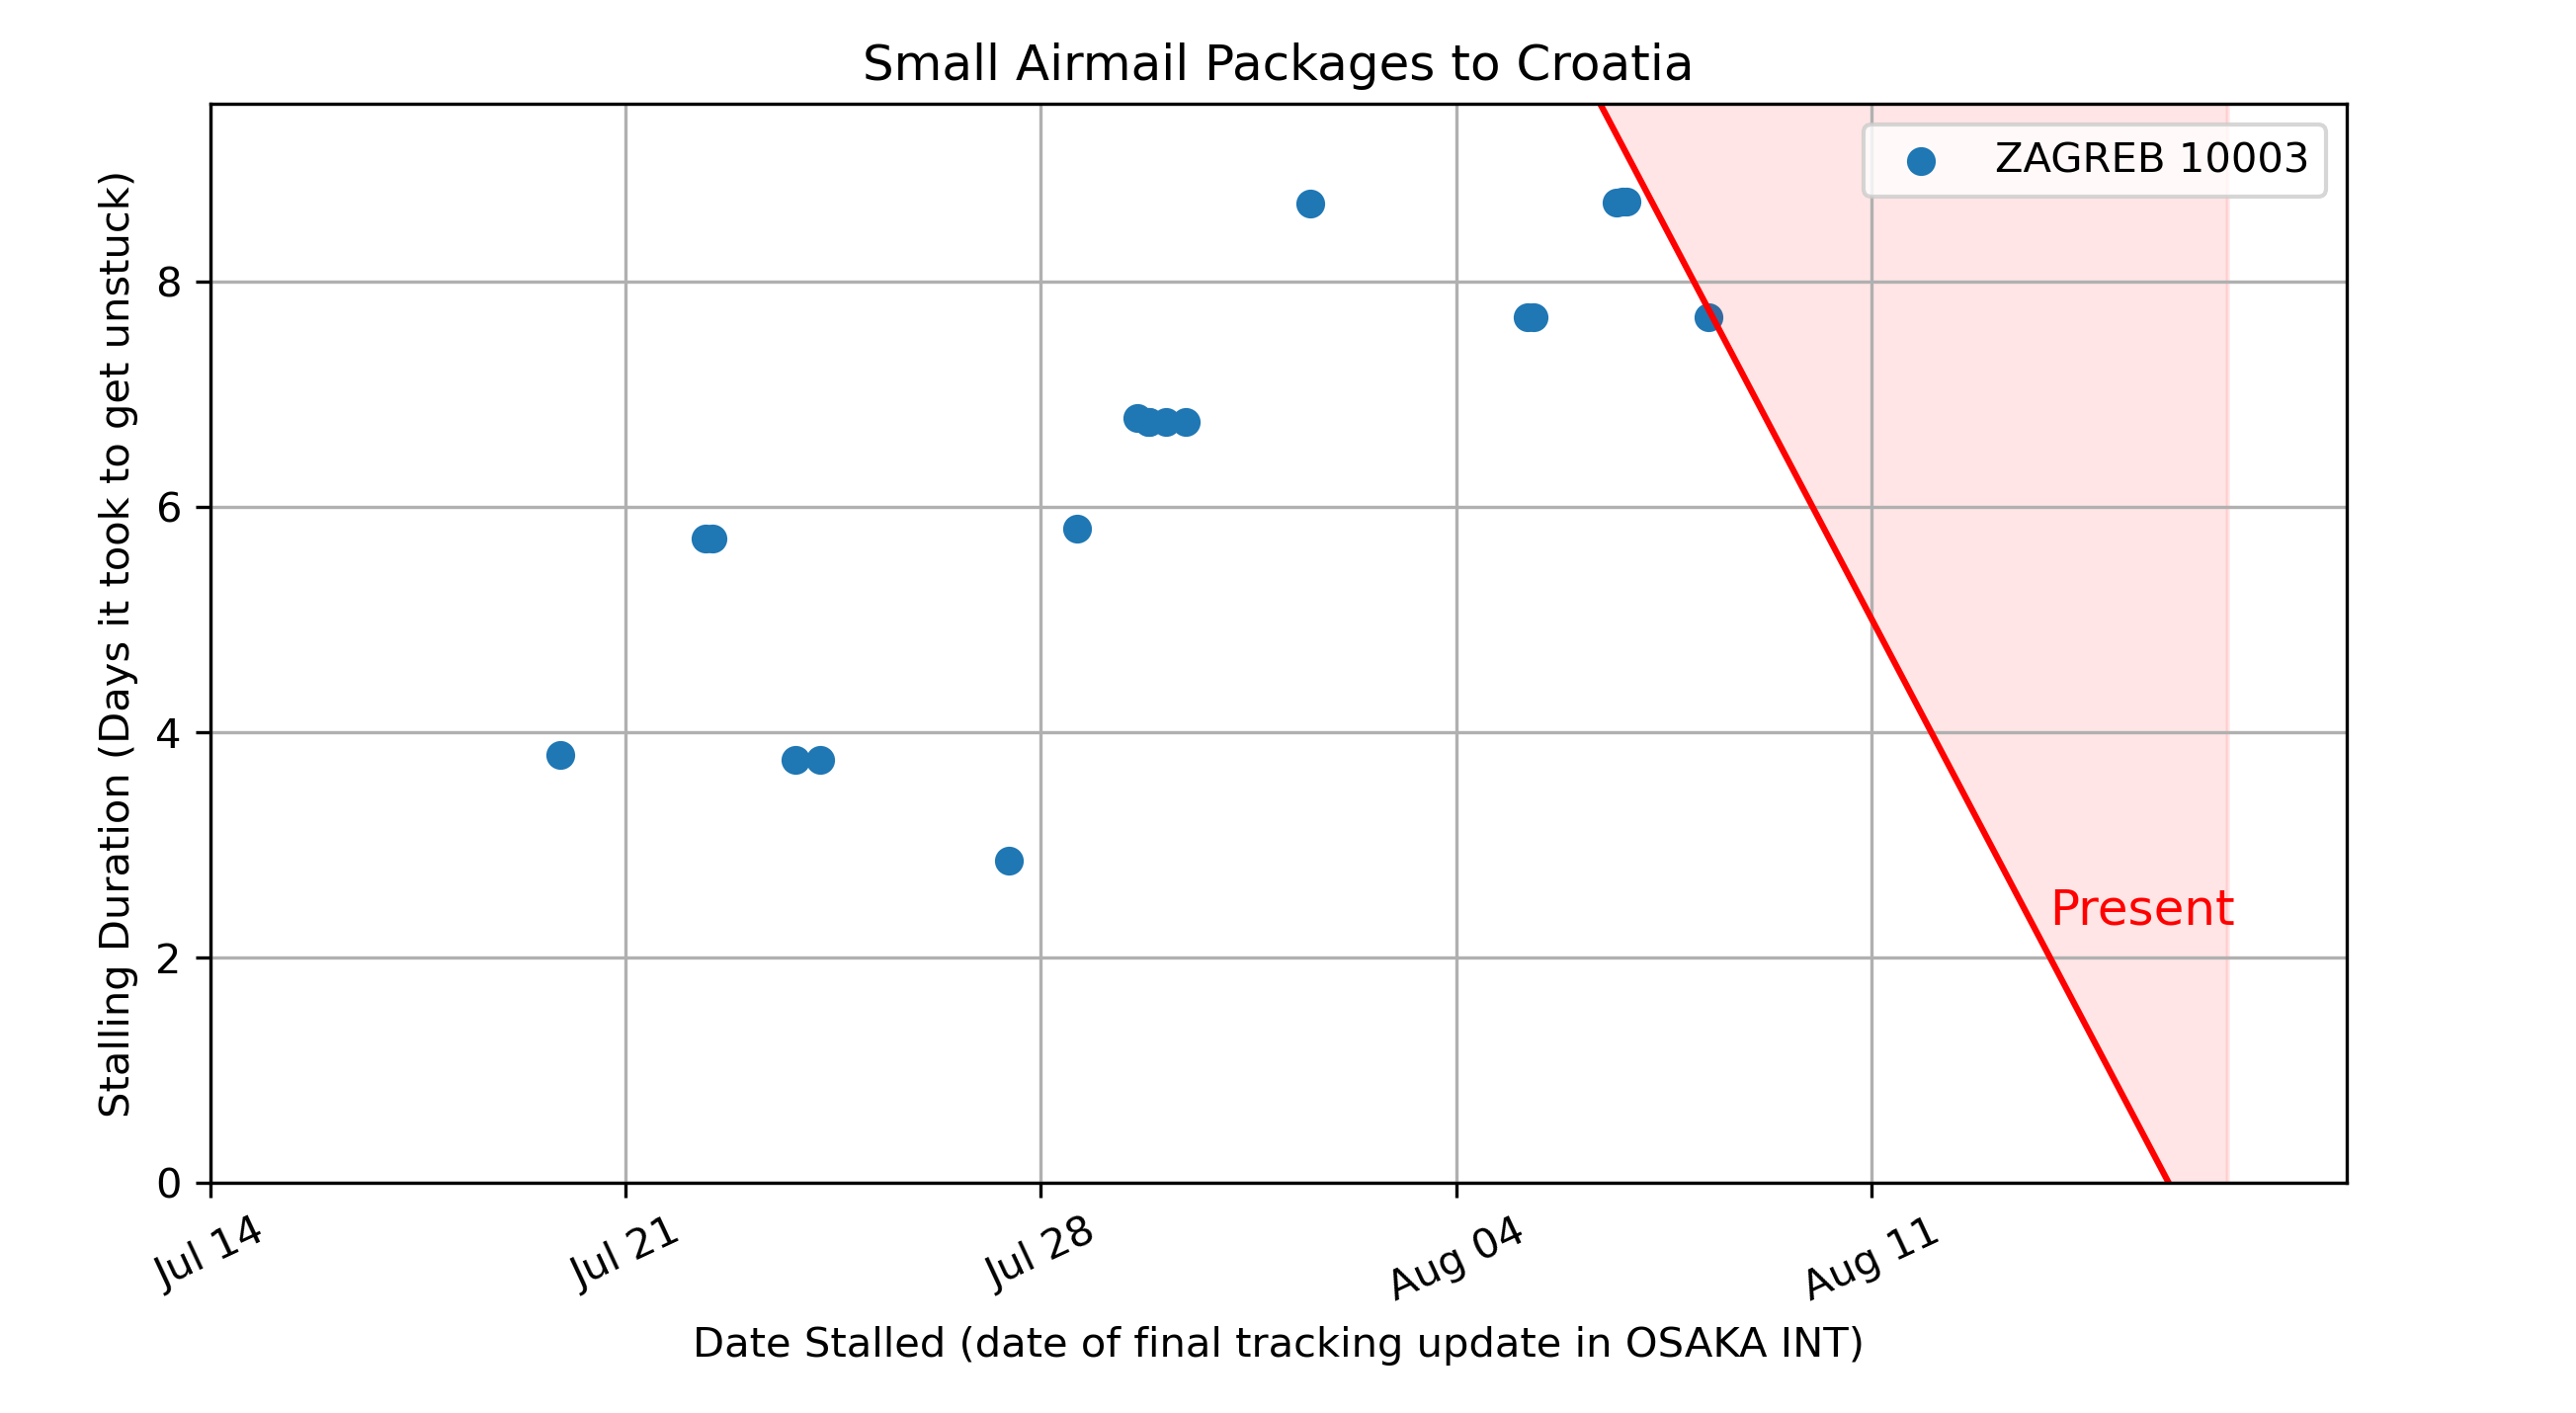 Small Airmail Packages to Croatia
ZAGREB 10003
Stalling Duration (Days it took to get unstuck)
8
6
4
2
0
Present
Jul 14
Jul 21
Jul 28
Aug 04
Aug 11
Date Stalled (date of final tracking update in OSAKA INT)